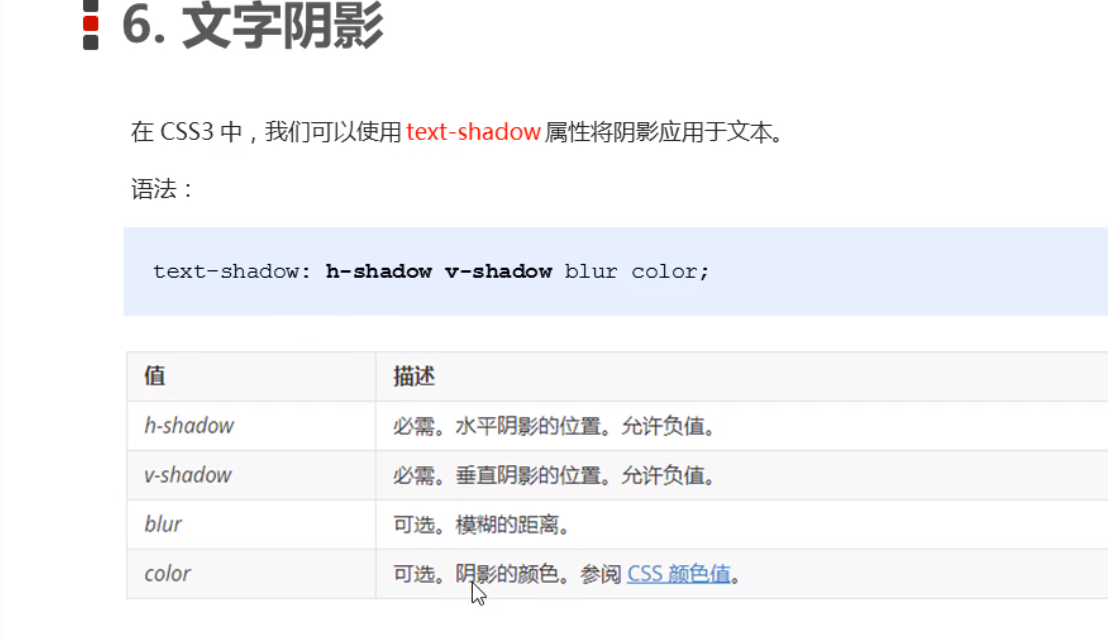 6. 文字阴影
在 CSS3 中，我们可以使用 text-shadow 属性将阴影应用于文本。
语法：
text-shadow: h-shadow v-shadow blur color;
值 描述
h-shadow 必需。水平阴影的位置。允许负值。
v-shadow 必需。垂直阴影的位置。允许负值。
blur 可选。模糊的距离。
color 可选。阴影的颜色。参阅 CSS 颜色值。